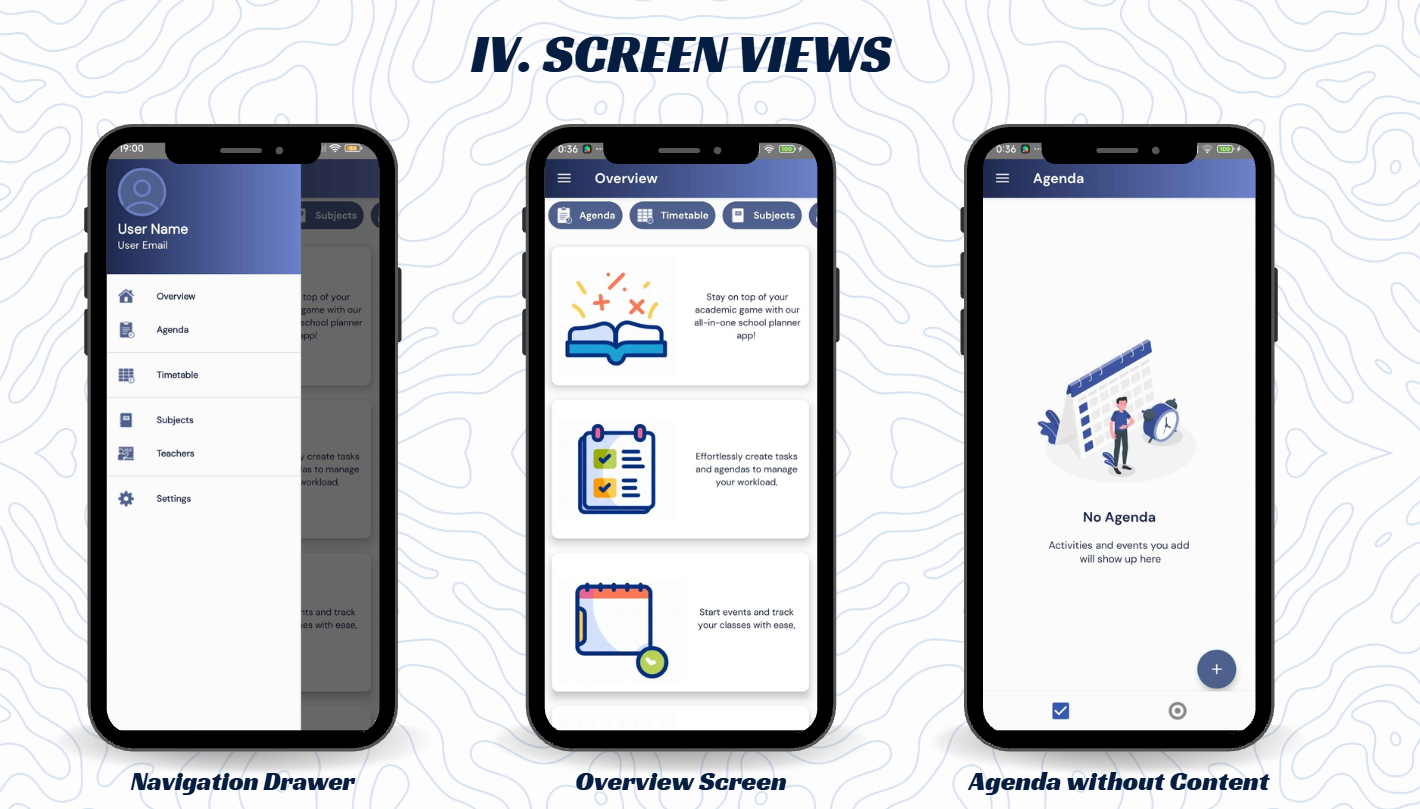 IV. SCREEN VIEWS
19:00
User Name
User Email
Overview
Agenda
Timetable
Subjects
Teachers
Settings
Subjects
top of your
game with our
school planner
app!
create tasks
as to manage
workload,
and track
es with ease,
Navigation Drawer
0:36
100
Overview
Agenda
Timetable
Subjects
Stay on top of your
academic game with our
all-in-one school planner
app!
Effortlessly create tasks
and agendas to manage
your workload,
Start events and track
your classes with ease,
Overview Screen
0:36
100
Agenda
No Agenda
Activities and events you add
will show up here
+
Agenda without Content